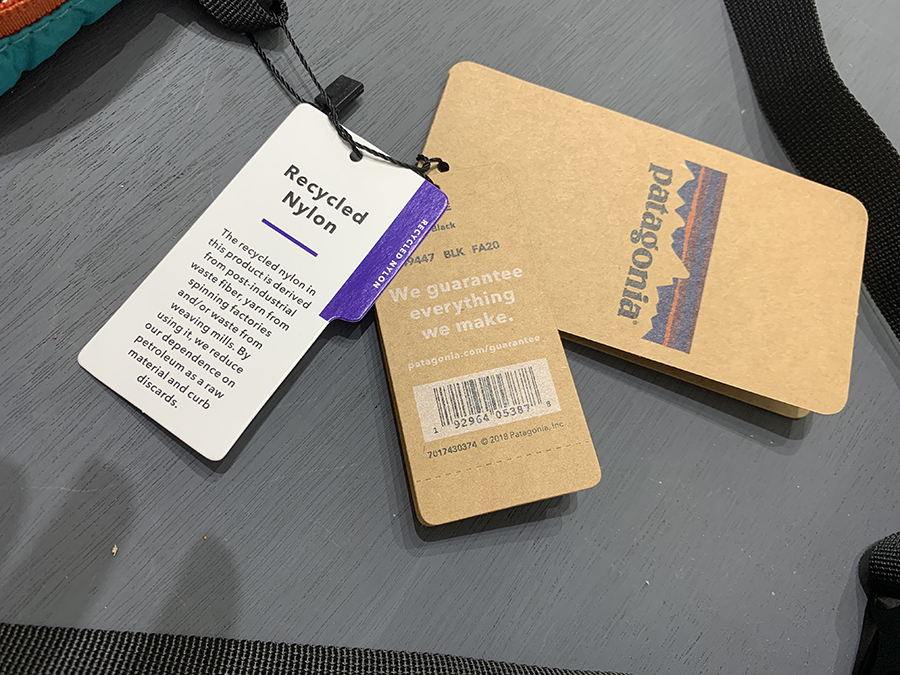 Recycled
Nylon
The recycled nylon in
this product is derived
from post-industrial
waste fiber, yarn from
spinning factories
and/or waste from
weaving mills. By
using it, we reduce
our dependence on
petroleum as a raw
material and curb
discards.
RECYCLED NYLON
Black
9447 BLK FA20
We guarantee
everything
we make.
patagonia.com/guarantee
1 92964 05387 8
7017430374 © 2018 Patagonia, Inc.
patagonia®